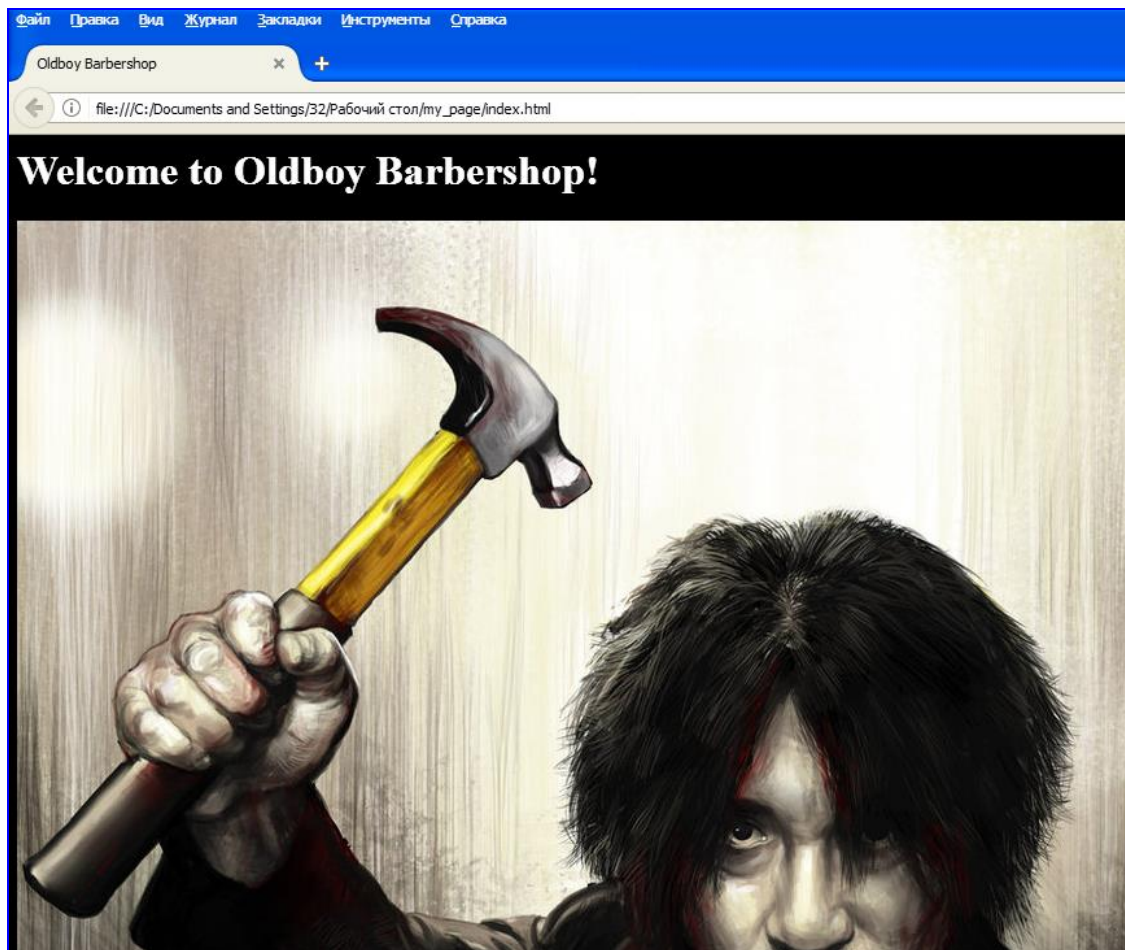 Файл Правка Вид Журнал Закладки Инструменты Справка
Oldboy Barbershop
file:///C:/Documents and Settings/32/Рабочий стол/my_page/index.html
Welcome to Oldboy Barbershop!